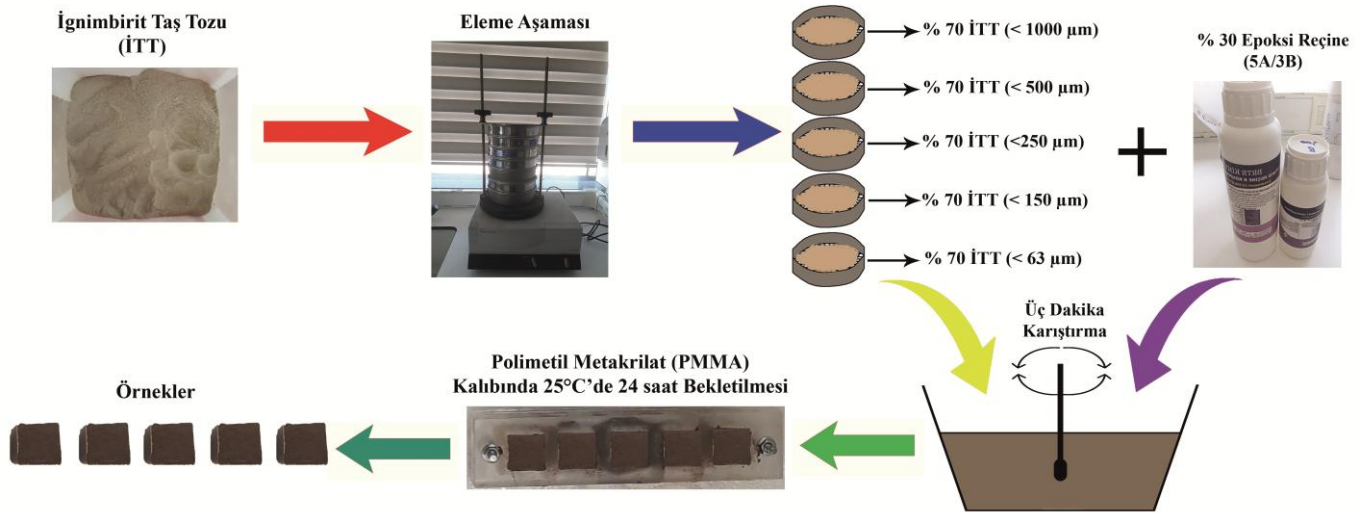 İgnimbirit Taş Tozu
(İTT)
Eleme Aşaması
% 70 İTT (< 1000 µm)
% 70 İTT (< 500 µm)
% 70 İTT (<250 µm)
% 70 İTT (< 150 µm)
% 70 İTT (< 63 µm)
% 30 Epoksi Reçine
(5A/3B)
Üç Dakika
Karıştırma
Polimetil Metakrilat (PMMA)
Kalıbında 25°C’de 24 saat Bekletilmesi
Örnekler